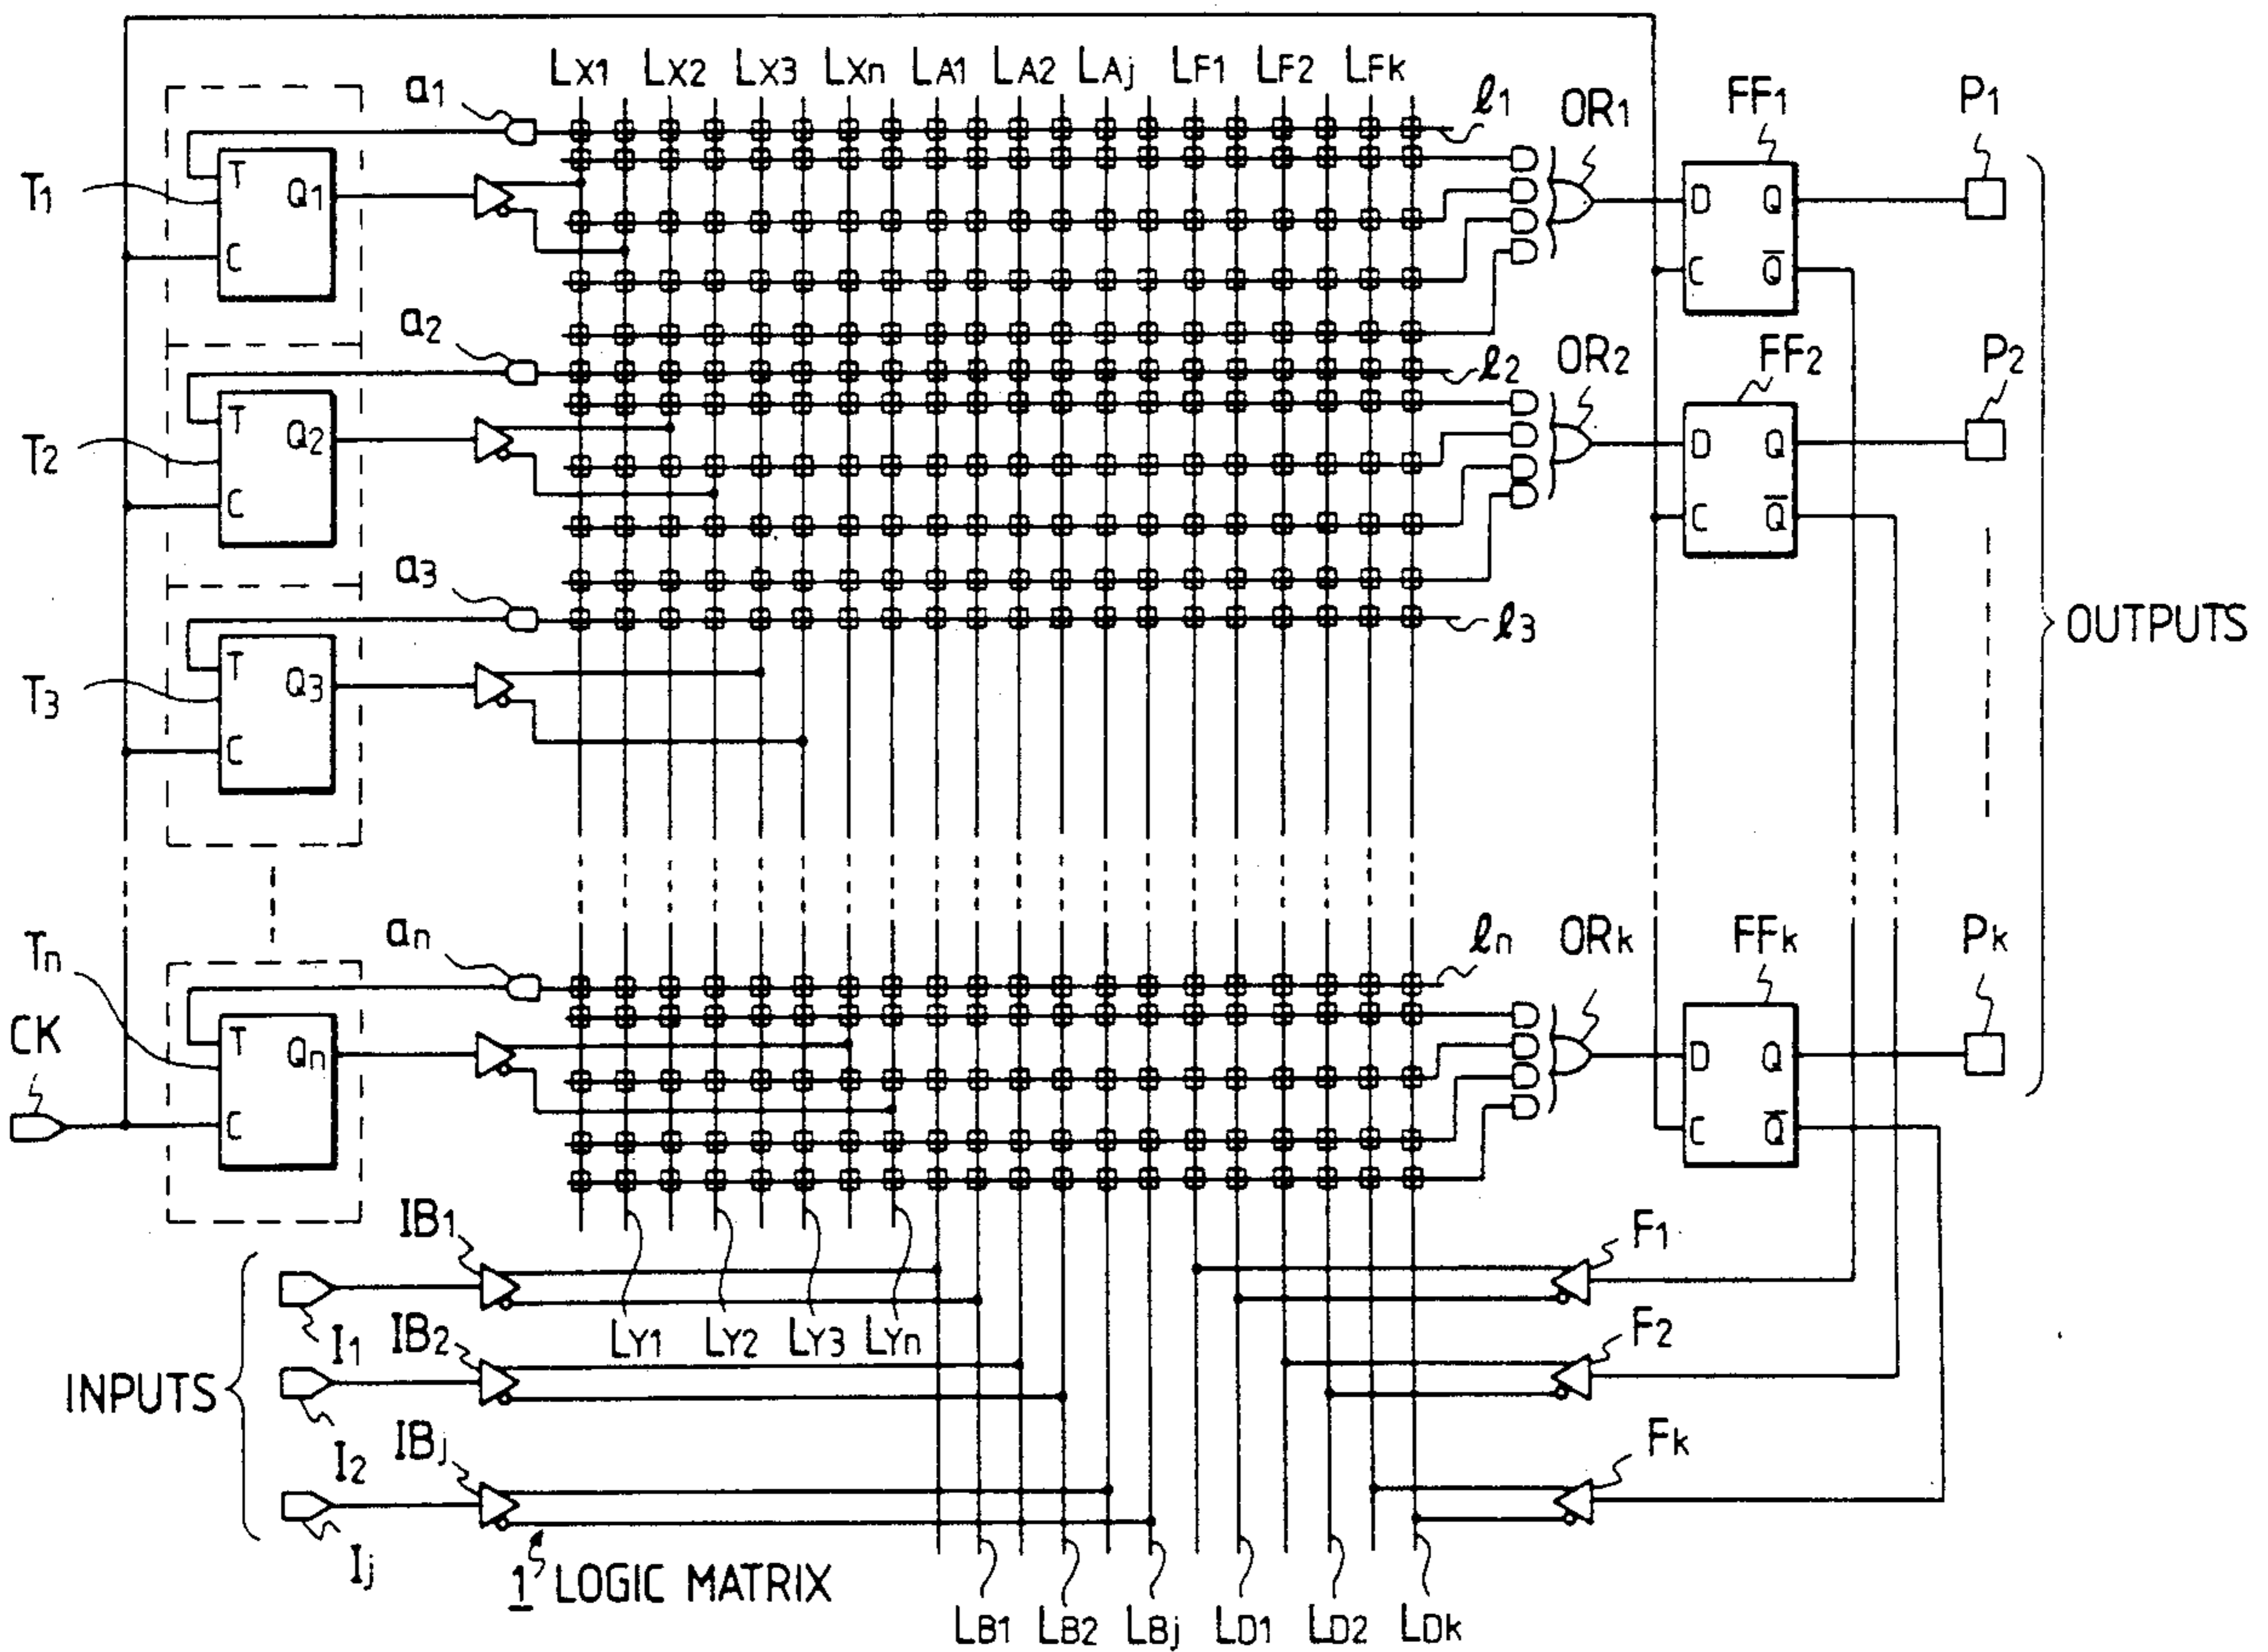 LX1 LX2 LX3 LXn LA1 LA2 LAj LF1 LF2 LFk
a1 ℓ1 OR1 FF1 P1
T1 T Q1 D Q
C C Q̅
a2 ℓ2 OR2 FF2 P2
T2 T Q2 D Q
C C Q̅
a3 ℓ3
T3 T Q3 OUTPUTS
C
an ℓn ORk FFk Pk
Tn T Qn D Q
CK C C Q̅
IB1 F1
I1 LY1 LY2 LY3 LYn
IB2 F2
INPUTS
I2
IBj Fk
Ij
1 LOGIC MATRIX
LB1 LB2 LBj LD1 LD2 LDk